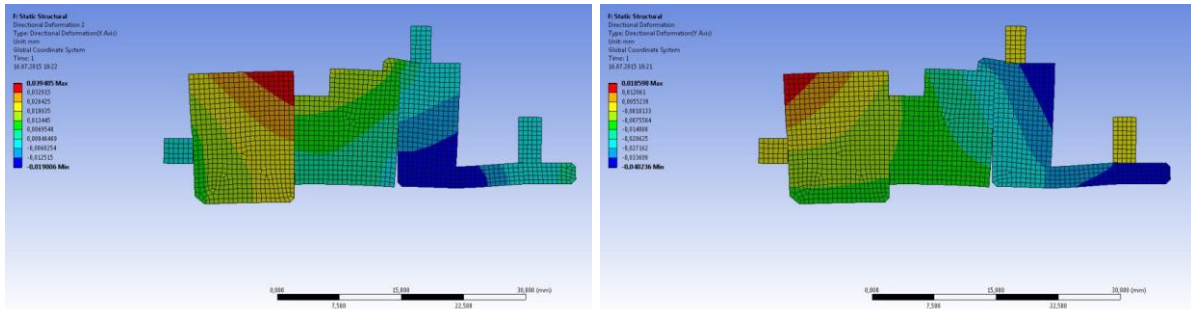 F: Static Structural
Directional Deformation 2
Type: Directional Deformation(X Axis)
Unit: mm
Global Coordinate System
Time: 1
16.07.2015 18:22
0,039405 Max
0,032915
0,026425
0,019935
0,013445
0,0069548
0,00046469
-0,0060254
-0,012515
-0,019006 Min
0,000
15,000
30,000 (mm)
7,500
22,500
F: Static Structural
Directional Deformation
Type: Directional Deformation(Y Axis)
Unit: mm
Global Coordinate System
Time: 1
16.07.2015 18:21
0,018598 Max
0,012061
0,0055238
-0,0010133
-0,0075504
-0,014088
-0,020625
-0,027162
-0,033699
-0,040236 Min
0,000
15,000
30,000 (mm)
7,500
22,500